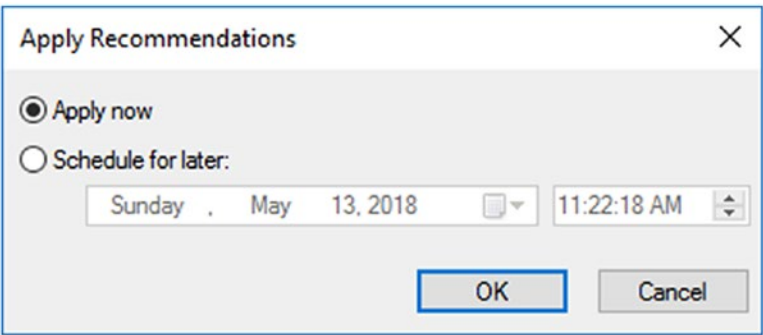 Apply Recommendations
Apply now
Schedule for later:
Sunday , May 13, 2018 11:22:18 AM
OK Cancel